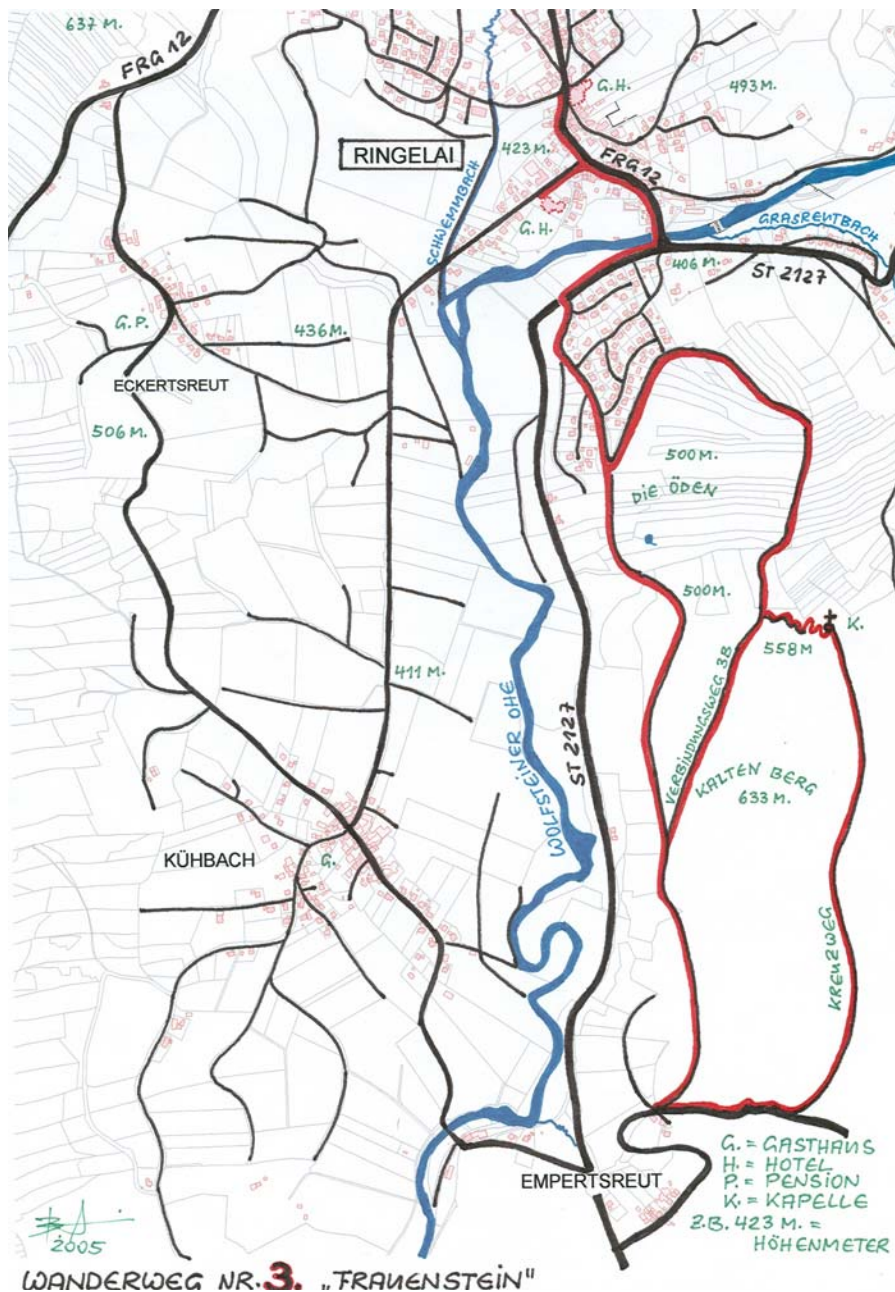 637 M.
FRG 12
G.H.
493 M.
RINGELAI
423 M.
FRG 12
SCHWEMMBACH
G.H.
GRASREUTBACH
406 M.
ST 2127
G.P.
436 M.
ECKERTSREUT
506 M.
500 M.
DIE ÖDEN
500 M.
K.
558 M
411 M.
WOLFSTEINER OHE
ST 2127
VERBINDUNGSWEG 3B
KALTEN BERG
633 M.
KÜHBACH
G.
KREUZWEG
EMPERTSREUT
G. = GASTHAUS
H. = HOTEL
P. = PENSION
K. = KAPELLE
Z.B. 423 M. =
HÖHENMETER
2005
WANDERWEG NR. 3. „FRAUENSTEIN"